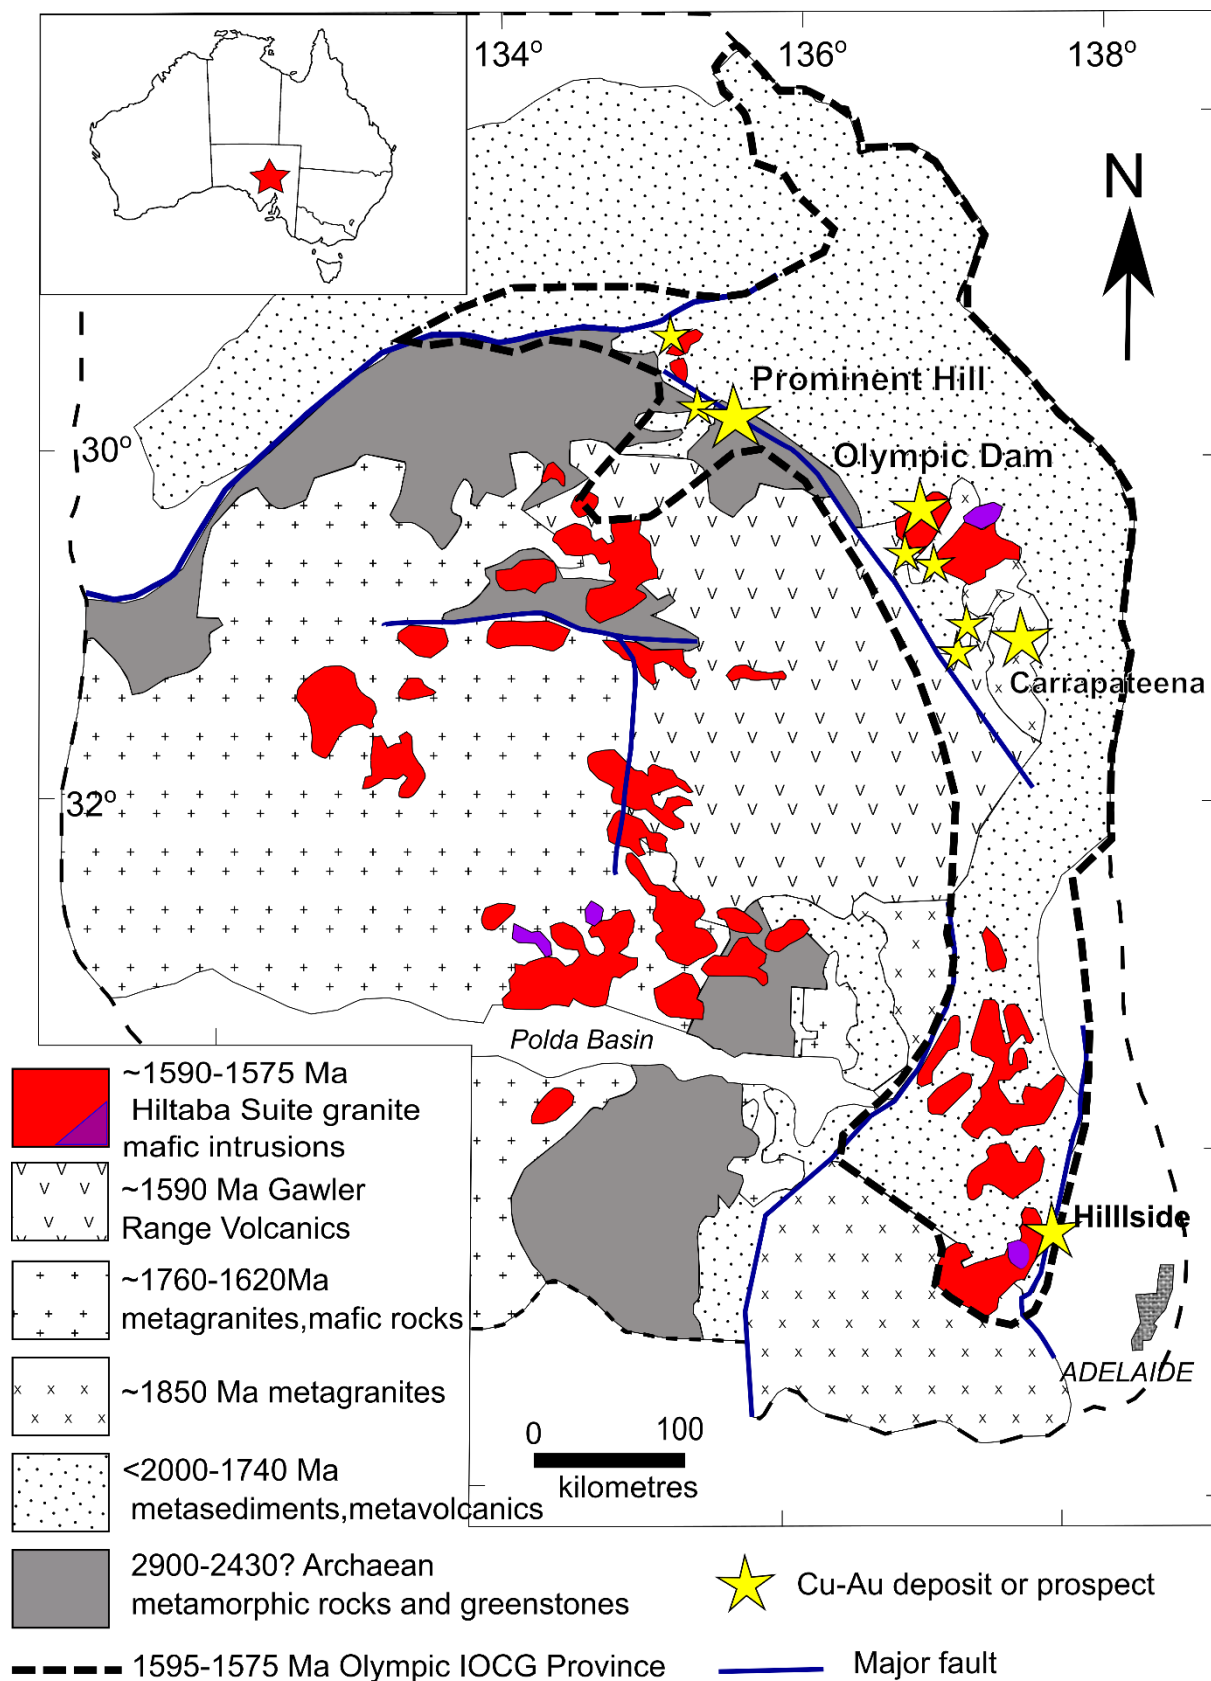 134º
136º
138º
N
Prominent Hill
30º
Olympic Dam
Carrapateena
32º
Polda Basin
Hilllside
ADELAIDE
0 100
kilometres
~1590-1575 Ma
Hiltaba Suite granite
mafic intrusions
~1590 Ma Gawler
Range Volcanics
~1760-1620Ma
metagranites,mafic rocks
~1850 Ma metagranites
<2000-1740 Ma
metasediments,metavolcanics
2900-2430? Archaean
metamorphic rocks and greenstones
Cu-Au deposit or prospect
1595-1575 Ma Olympic IOCG Province
Major fault